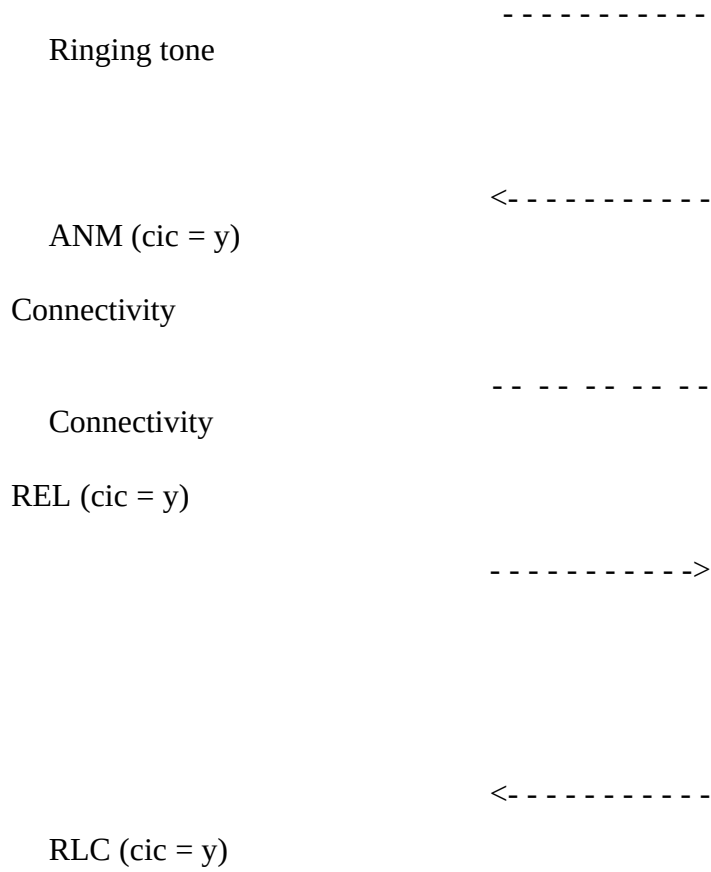 - - - - - - - - - - -
Ringing tone
<- - - - - - - - - - -
ANM (cic = y)
Connectivity
- - -- -- -- --
Connectivity
REL (cic = y)
- - - - - - - - - - ->
<- - - - - - - - - - -
RLC (cic = y)